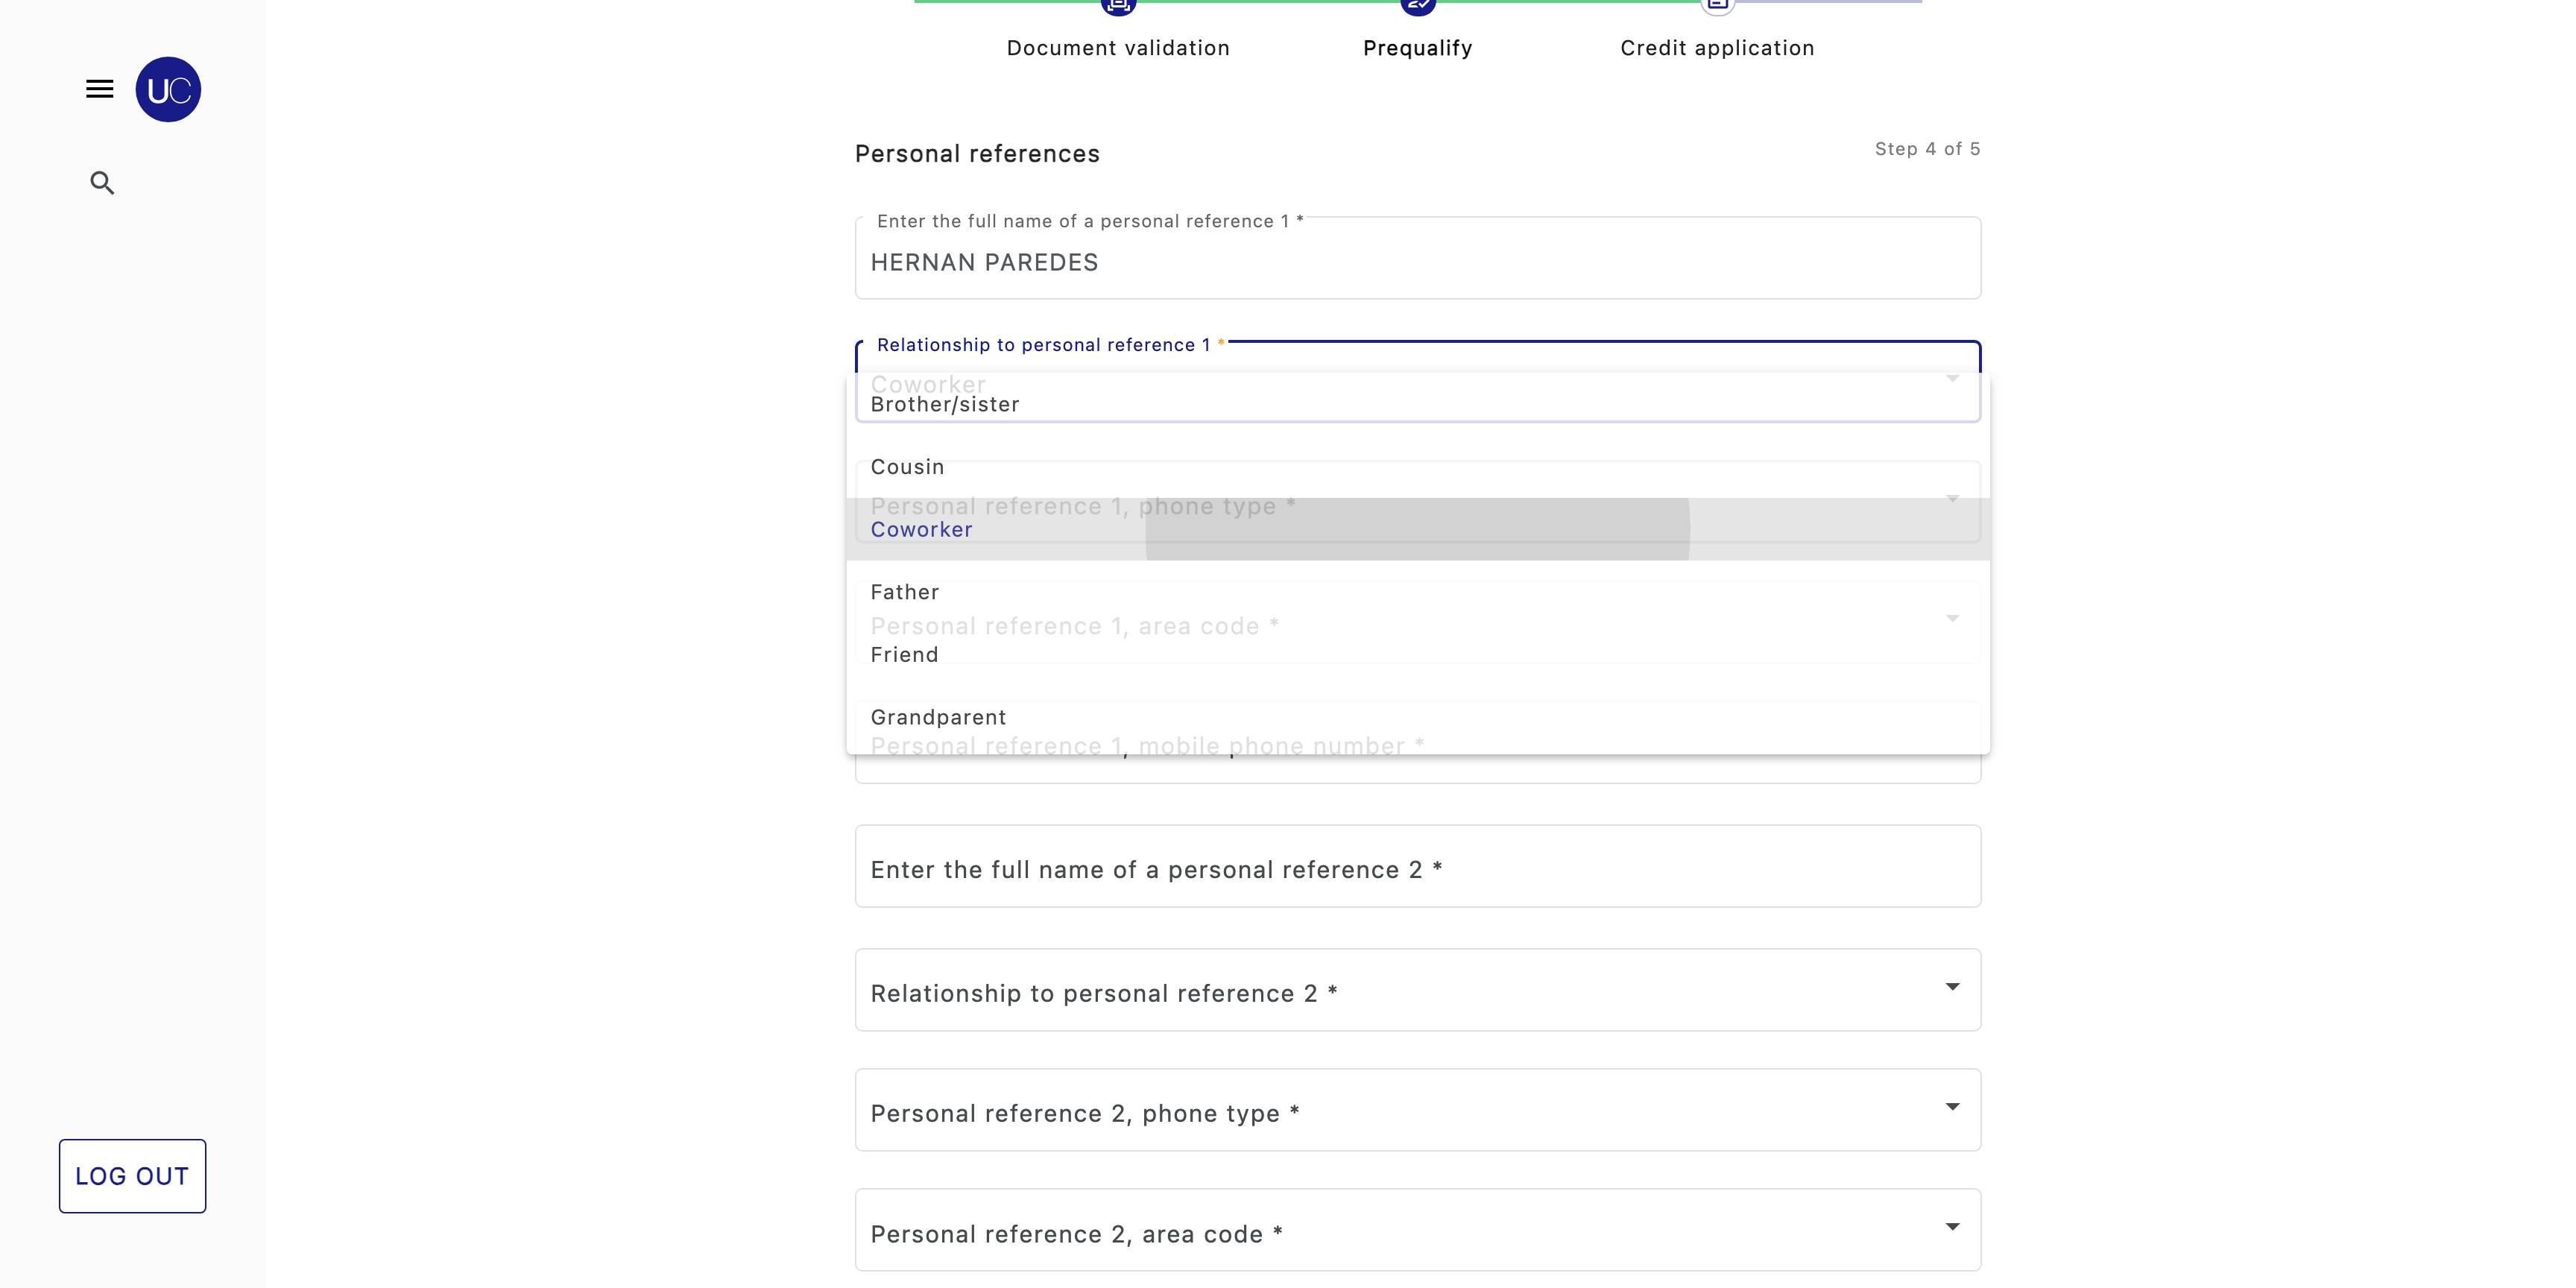 Document validation
Prequalify
Credit application
UC
Personal references
Step 4 of 5
Enter the full name of a personal reference 1 *
HERNAN PAREDES
Relationship to personal reference 1 *
Coworker
Brother/sister
Cousin
Personal reference 1, phone type *
Coworker
Father
Personal reference 1, area code *
Friend
Grandparent
Personal reference 1, mobile phone number *
Enter the full name of a personal reference 2 *
Relationship to personal reference 2 *
Personal reference 2, phone type *
LOG OUT
Personal reference 2, area code *